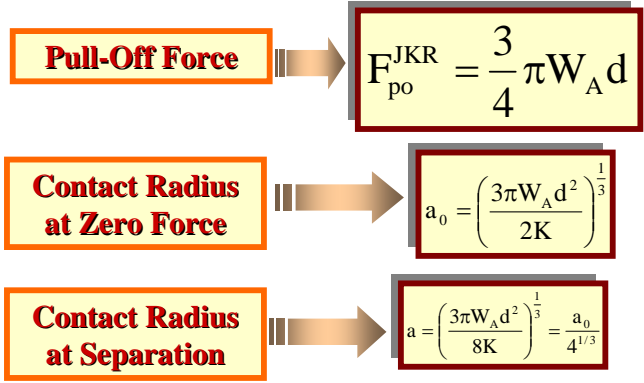 Pull-Off Force
F_po^JKR = 3/4 πW_A d
Contact Radius
at Zero Force
a_0 = (3πW_A d^2 / 2K)^(1/3)
Contact Radius
at Separation
a = (3πW_A d^2 / 8K)^(1/3) = a_0 / 4^(1/3)